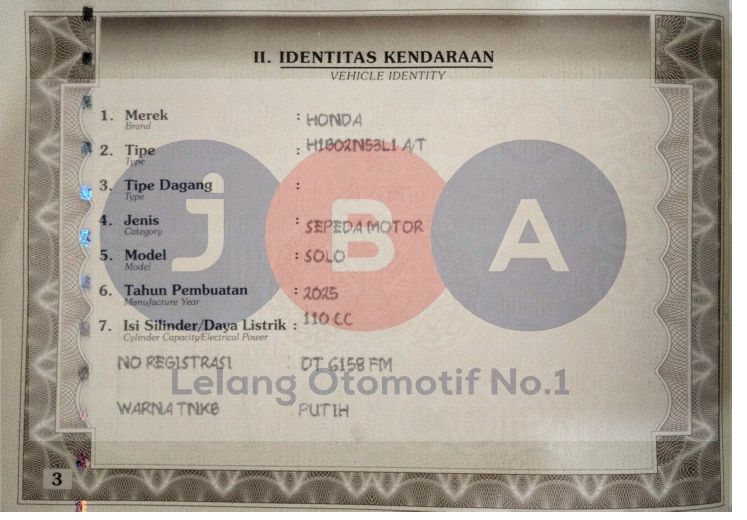 II. IDENTITAS KENDARAAN
VEHICLE IDENTITY
1. Merek : HONDA
Brand
2. Tipe : H1B02N53L1 A/T
Type
3. Tipe Dagang :
Type
4. Jenis : SEPEDA MOTOR
Category
5. Model : SOLO
Model
6. Tahun Pembuatan : 2025
Manufacture Year
7. Isi Silinder/Daya Listrik : 110 CC
Cylinder Capacity/Electrical Power
NO REGISTRASI : DT 6158 FM
WARNA TNKB : PUTIH
3
JBA
Lelang Otomotif No.1